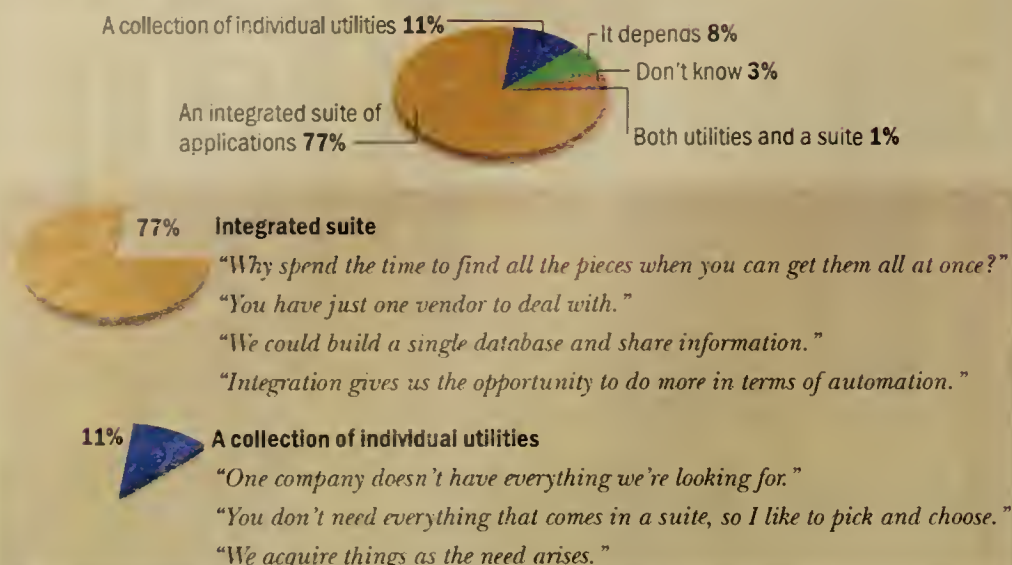 A collection of individual utilities 11%
It depends 8%
Don't know 3%
An integrated suite of
applications 77%
Both utilities and a suite 1%
77% Integrated suite
"Why spend the time to find all the pieces when you can get them all at once?"
"You have just one vendor to deal with."
"We could build a single database and share information."
"Integration gives us the opportunity to do more in terms of automation."
11% A collection of individual utilities
"One company doesn't have everything we're looking for."
"You don't need everything that comes in a suite, so I like to pick and choose."
"We acquire things as the need arises."